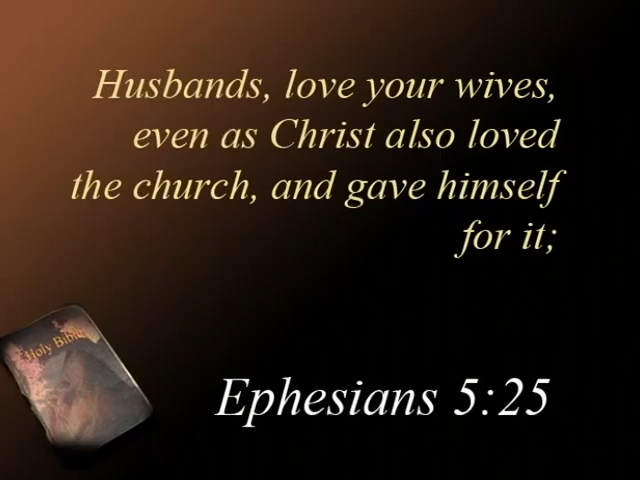 Husbands, love your wives,
even as Christ also loved
the church, and gave himself
for it;
Holy Bible
Ephesians 5:25